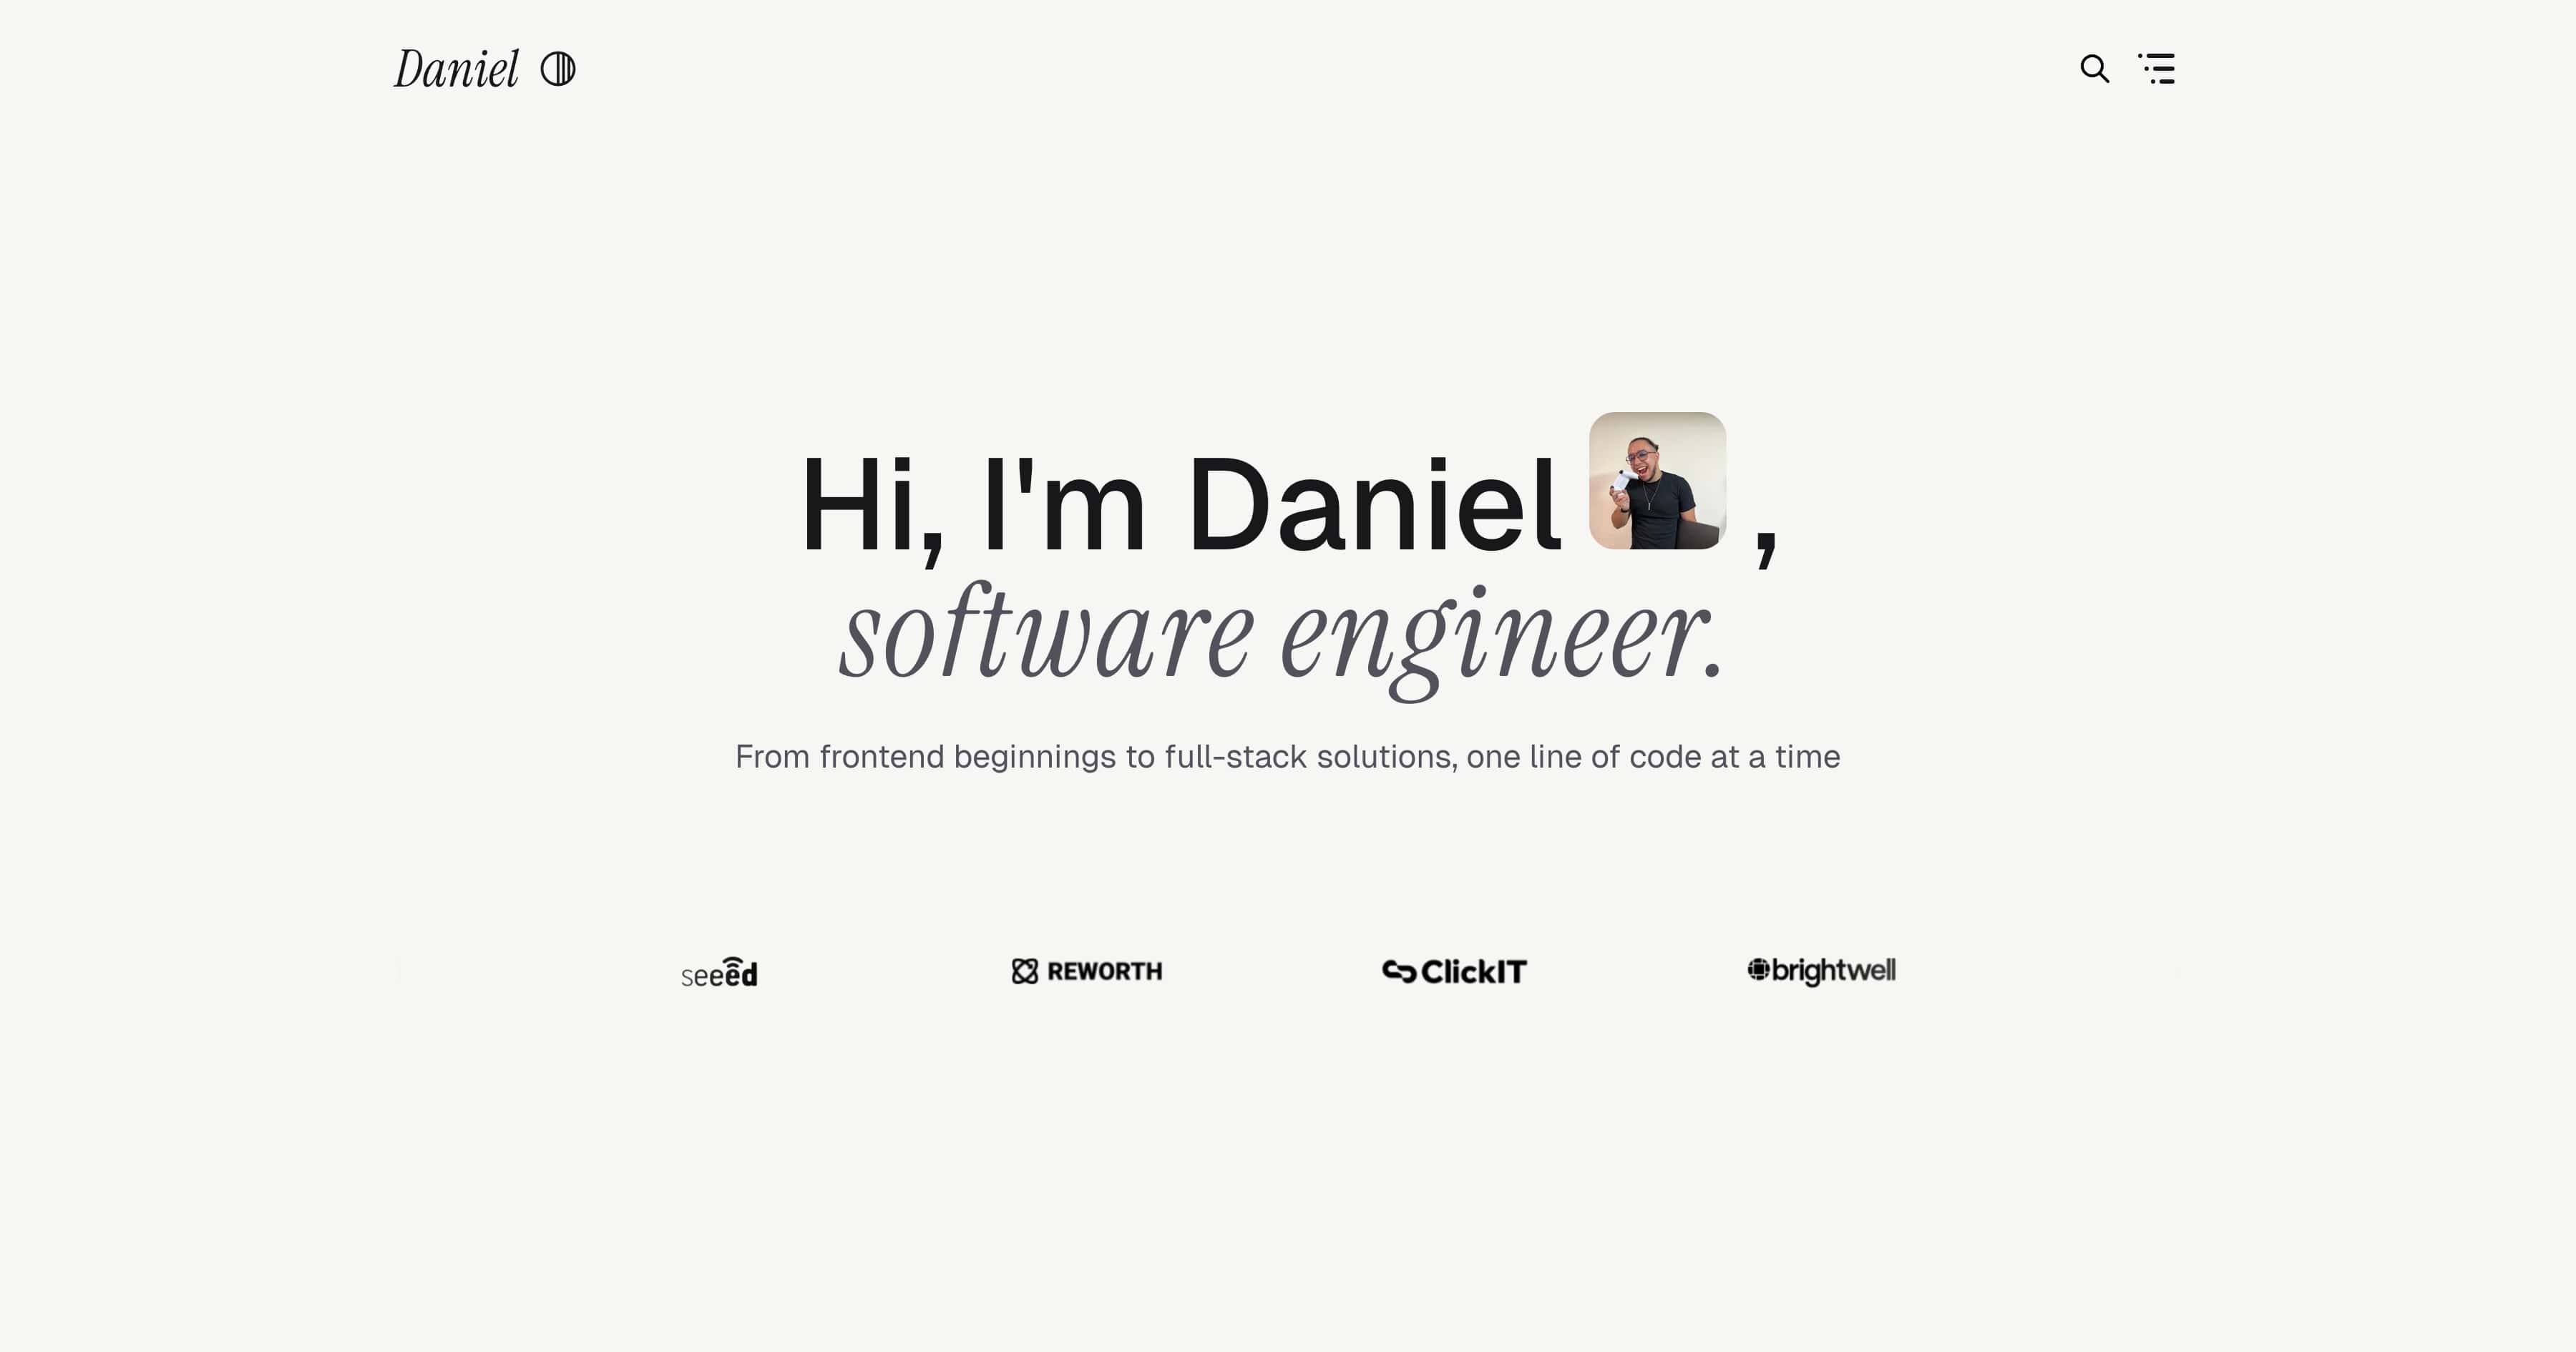 Daniel
Hi, I'm Daniel ,
software engineer.
From frontend beginnings to full-stack solutions, one line of code at a time
seeed
REWORTH
ClickIT
brightwell